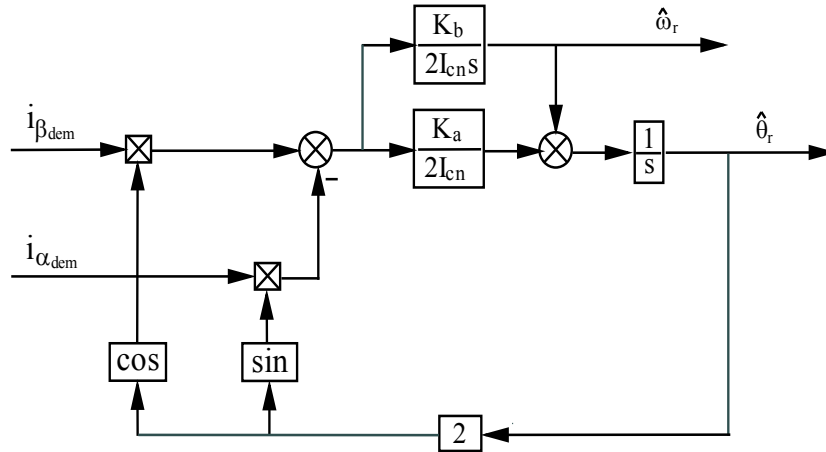 K_b
2I_cn s
ω̂_r
i_β_dem
K_a
2I_cn
1
s
θ̂_r
-
i_α_dem
cos
sin
2